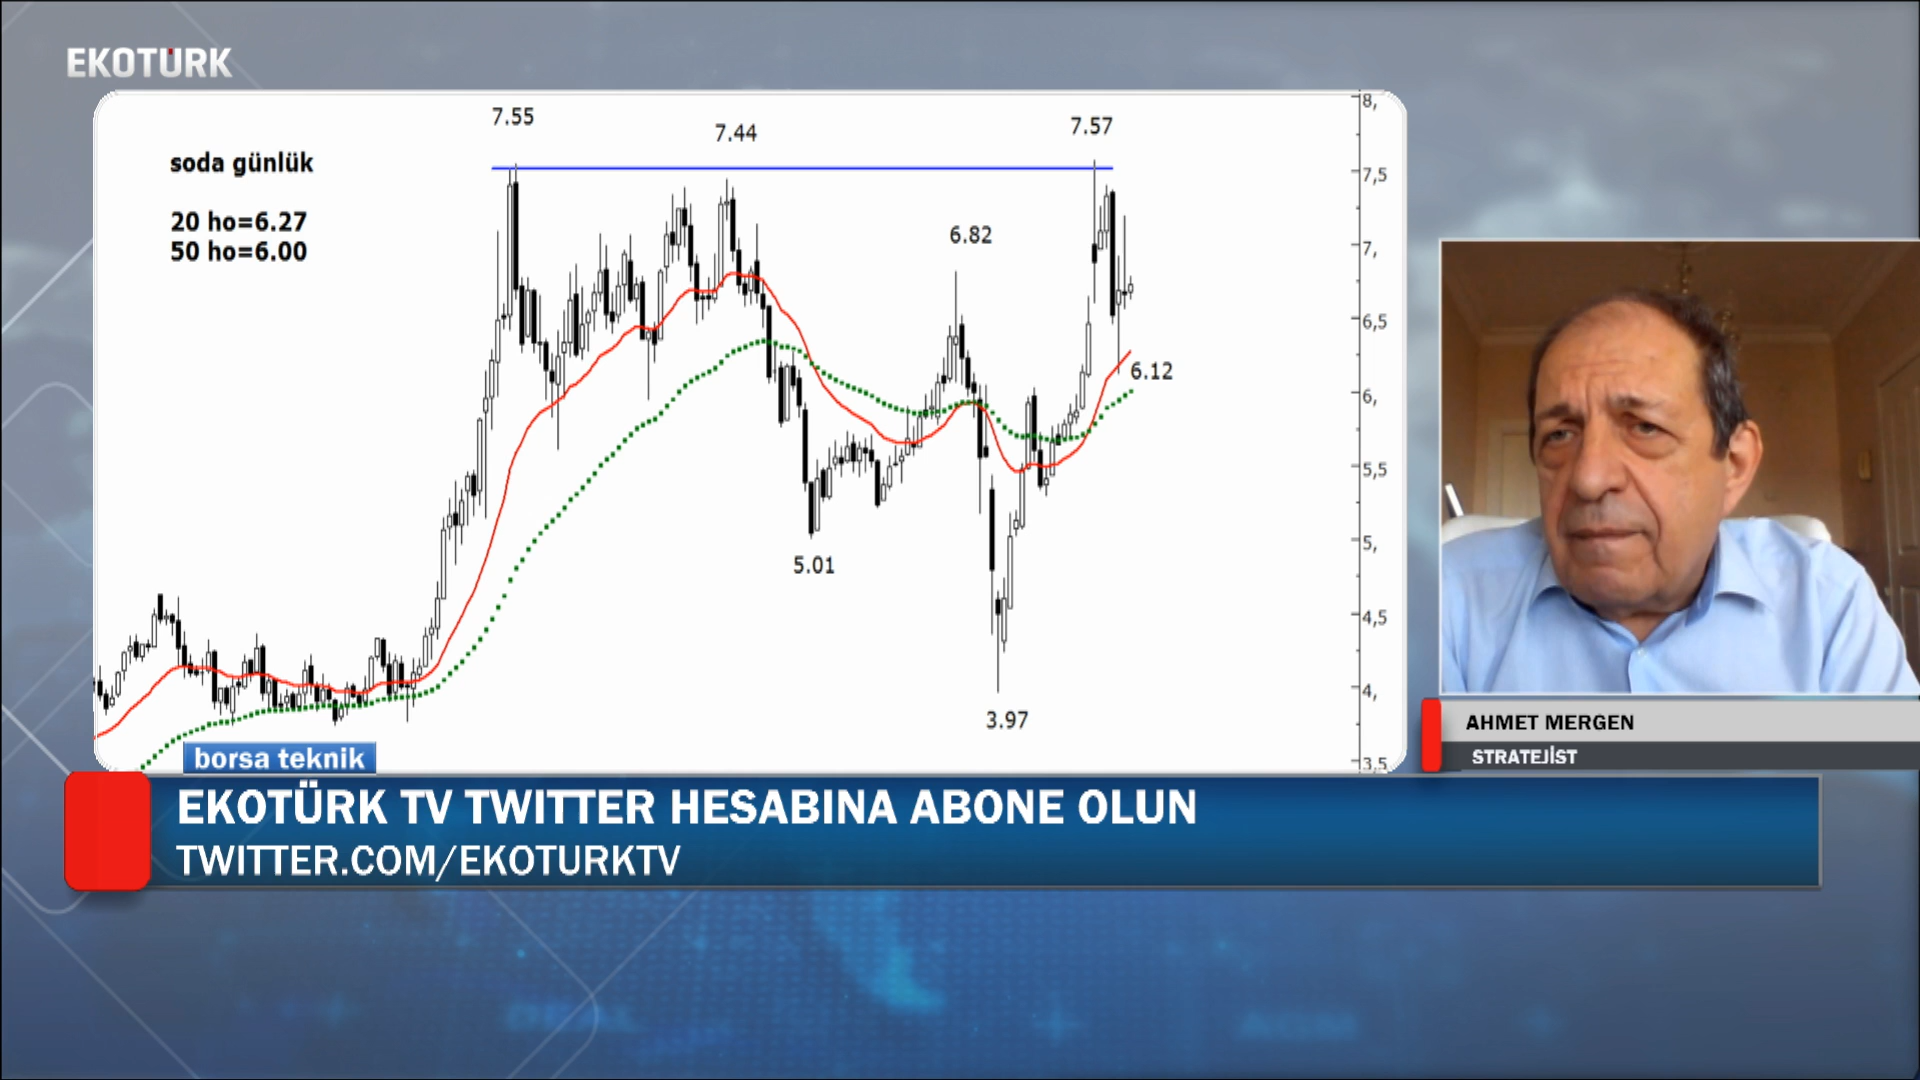 EKOTÜRK
7.55
7.44
7.57
8,
soda günlük
7,5
20 ho=6.27
50 ho=6.00
6.82
7,
6,5
6.12
6,
5,5
5.01
5,
4,5
4,
3.97
3,5
borsa teknik
AHMET MERGEN
STRATEJİST
EKOTÜRK TV TWITTER HESABINA ABONE OLUN
TWITTER.COM/EKOTURKTV